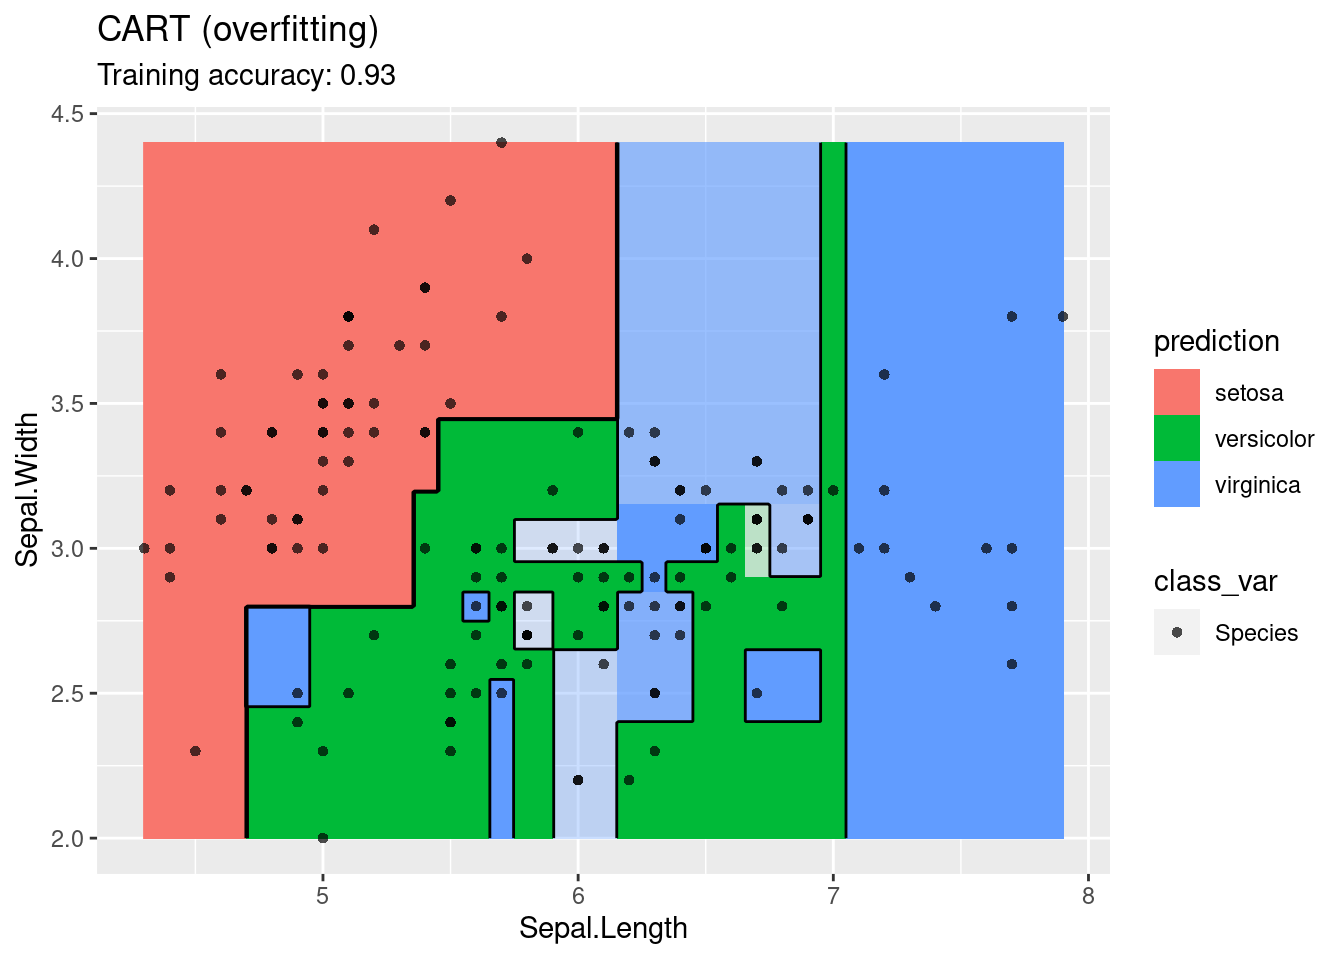 CART (overfitting)
Training accuracy: 0.93
4.5
4.0
3.5
3.0
2.5
2.0
Sepal.Width
5
6
7
8
Sepal.Length
prediction
setosa
versicolor
virginica
class_var
Species